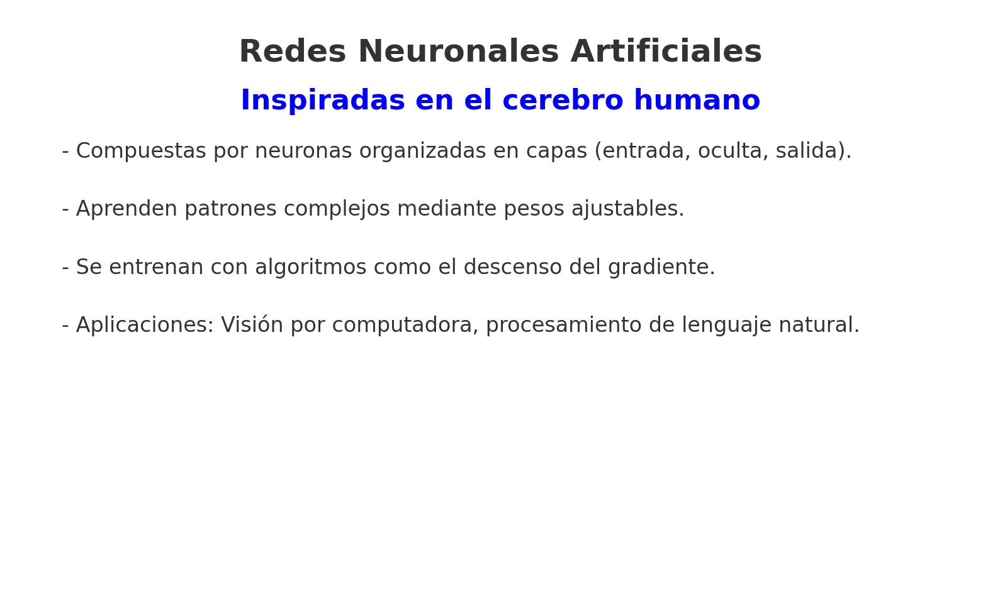 Redes Neuronales Artificiales
Inspiradas en el cerebro humano
- Compuestas por neuronas organizadas en capas (entrada, oculta, salida).
- Aprenden patrones complejos mediante pesos ajustables.
- Se entrenan con algoritmos como el descenso del gradiente.
- Aplicaciones: Visión por computadora, procesamiento de lenguaje natural.